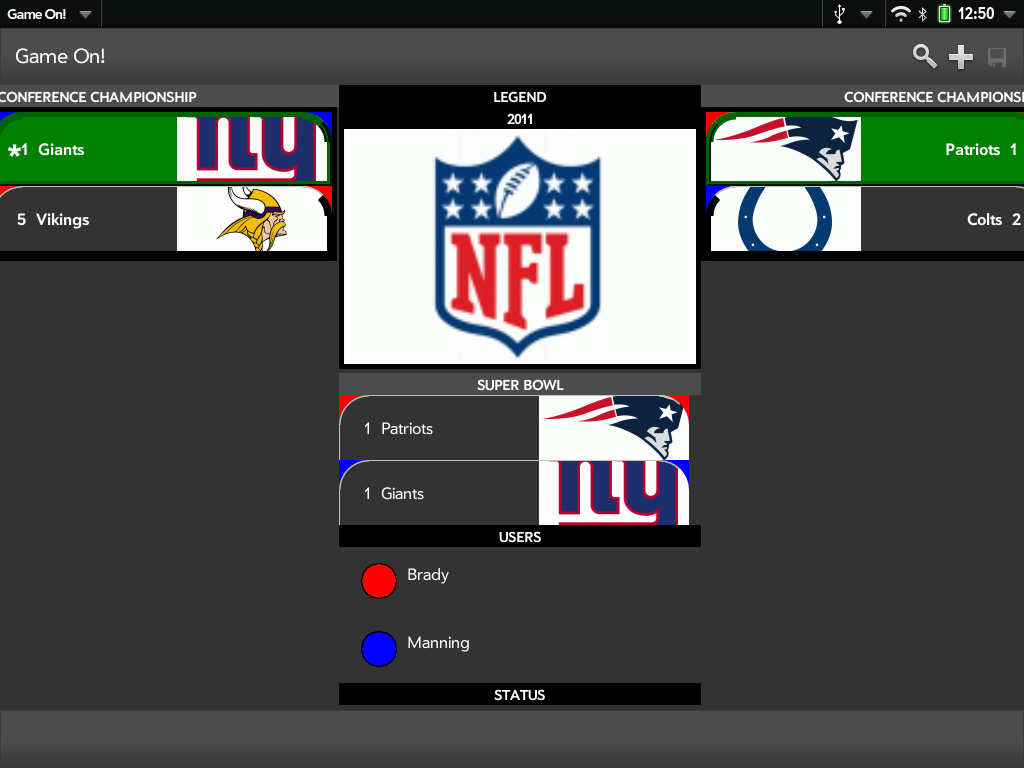 Game On!
12:50
Game On!
CONFERENCE CHAMPIONSHIP
*1 Giants
ny
5 Vikings
LEGEND
2011
NFL
SUPER BOWL
1 Patriots
1 Giants
ny
USERS
Brady
Manning
STATUS
CONFERENCE CHAMPIONSH
Patriots 1
Colts 2